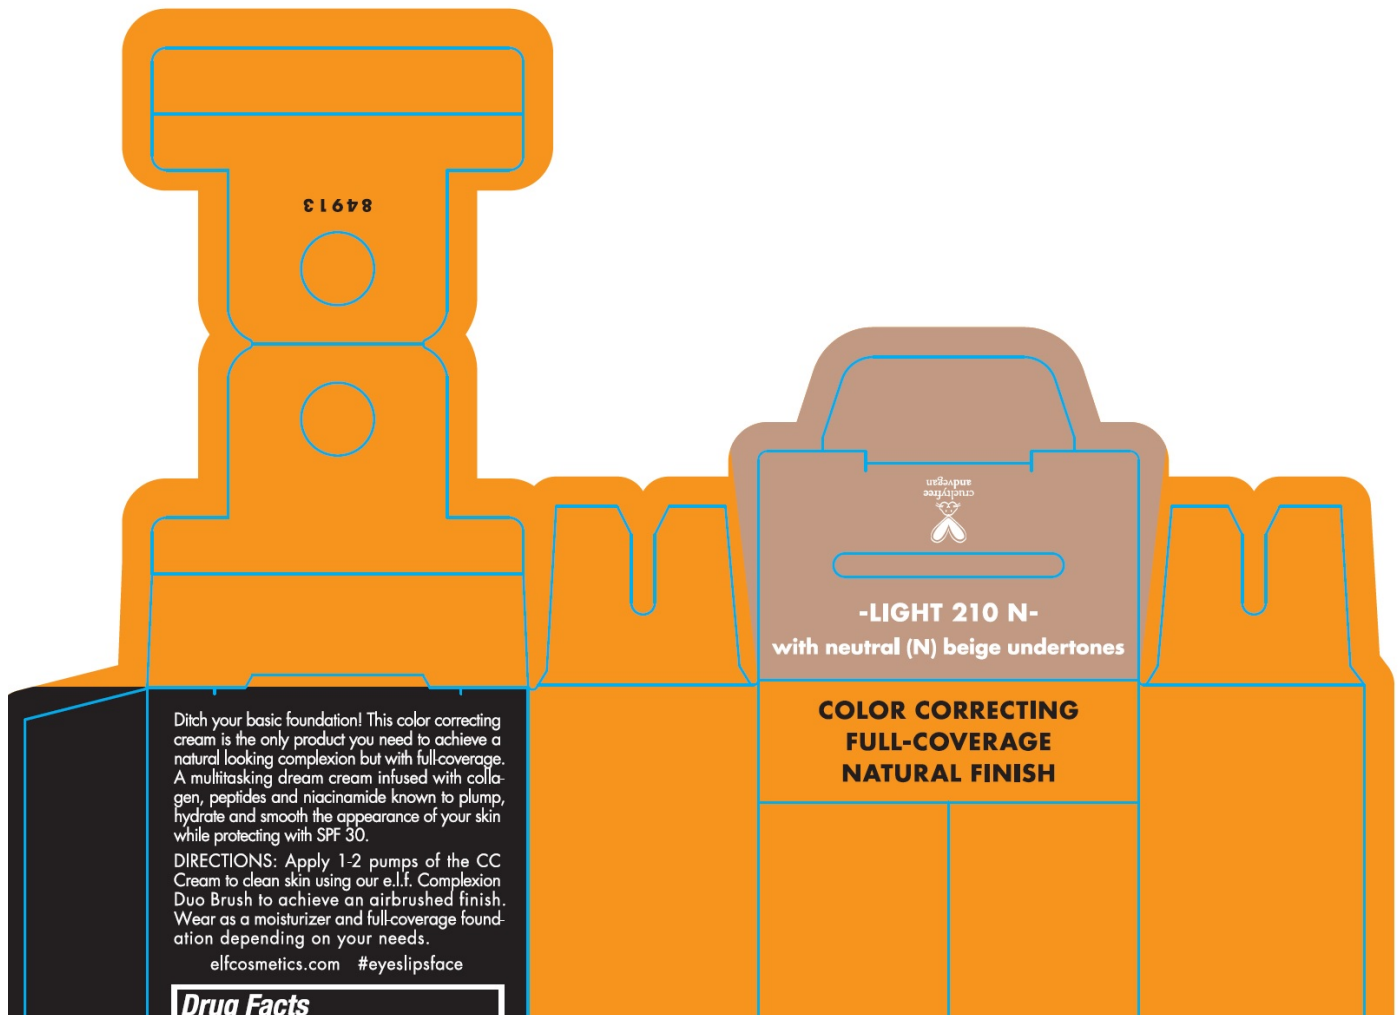 84913
crueltyfree
andvegan
-LIGHT 210 N-
with neutral (N) beige undertones
COLOR CORRECTING
FULL-COVERAGE
NATURAL FINISH
Ditch your basic foundation! This color correcting
cream is the only product you need to achieve a
natural looking complexion but with full-coverage.
A multitasking dream cream infused with colla-
gen, peptides and niacinamide known to plump,
hydrate and smooth the appearance of your skin
while protecting with SPF 30.
DIRECTIONS: Apply 1-2 pumps of the CC
Cream to clean skin using our e.l.f. Complexion
Duo Brush to achieve an airbrushed finish.
Wear as a moisturizer and full-coverage found-
ation depending on your needs.
elfcosmetics.com #eyeslipsface
Drug Facts